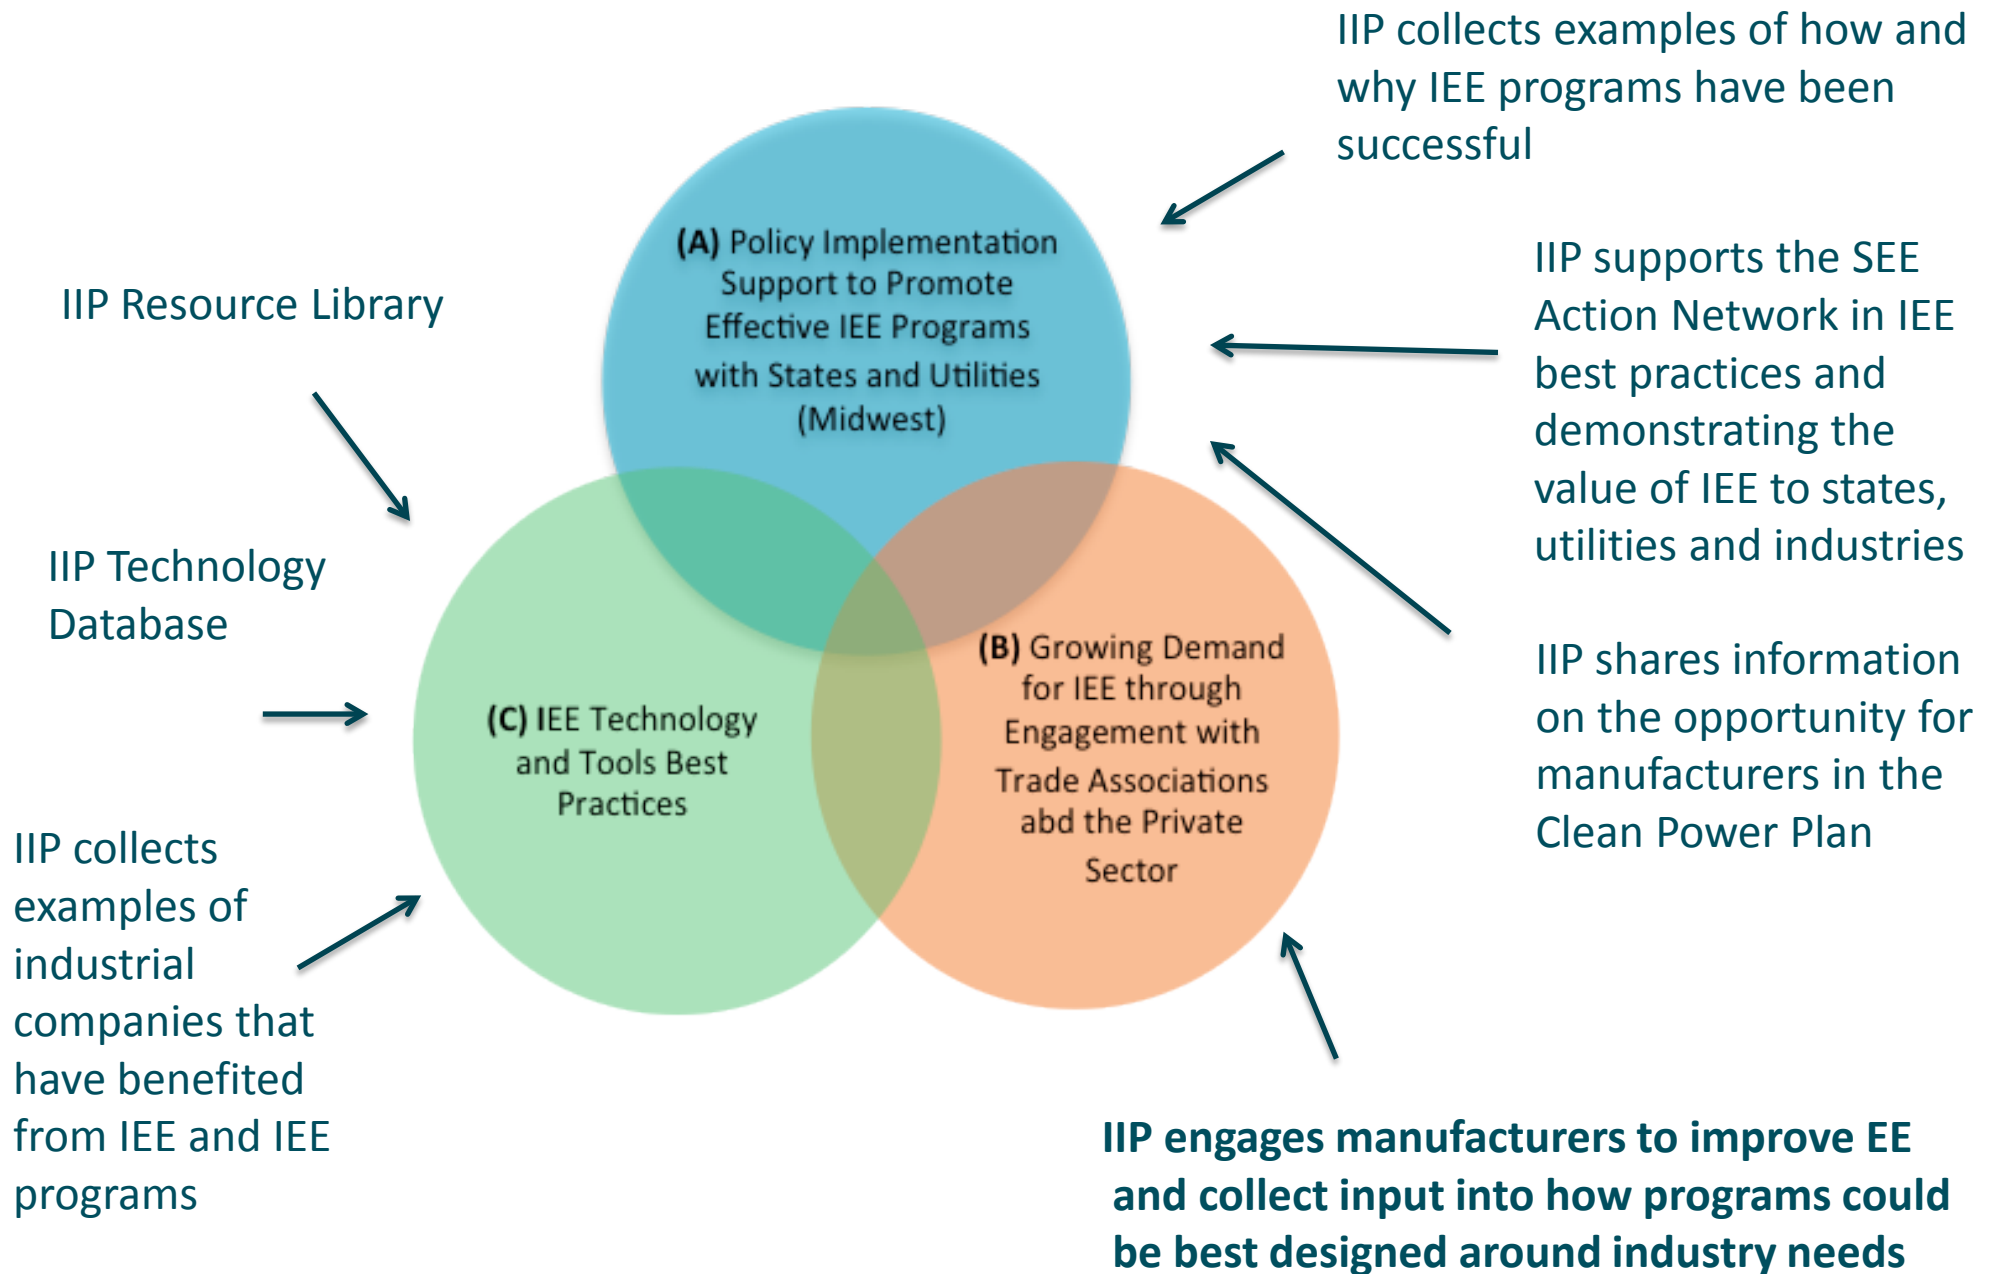 IIP collects examples of how and
why IEE programs have been
successful
(A) Policy Implementation
Support to Promote
Effective IEE Programs
with States and Utilities
(Midwest)
IIP supports the SEE
Action Network in IEE
best practices and
demonstrating the
value of IEE to states,
utilities and industries
IIP Resource Library
IIP Technology
Database
(B) Growing Demand
for IEE through
Engagement with
Trade Associations
abd the Private
Sector
IIP shares information
on the opportunity for
manufacturers in the
Clean Power Plan
(C) IEE Technology
and Tools Best
Practices
IIP collects
examples of
industrial
companies that
have benefited
from IEE and IEE
programs
IIP engages manufacturers to improve EE
and collect input into how programs could
be best designed around industry needs